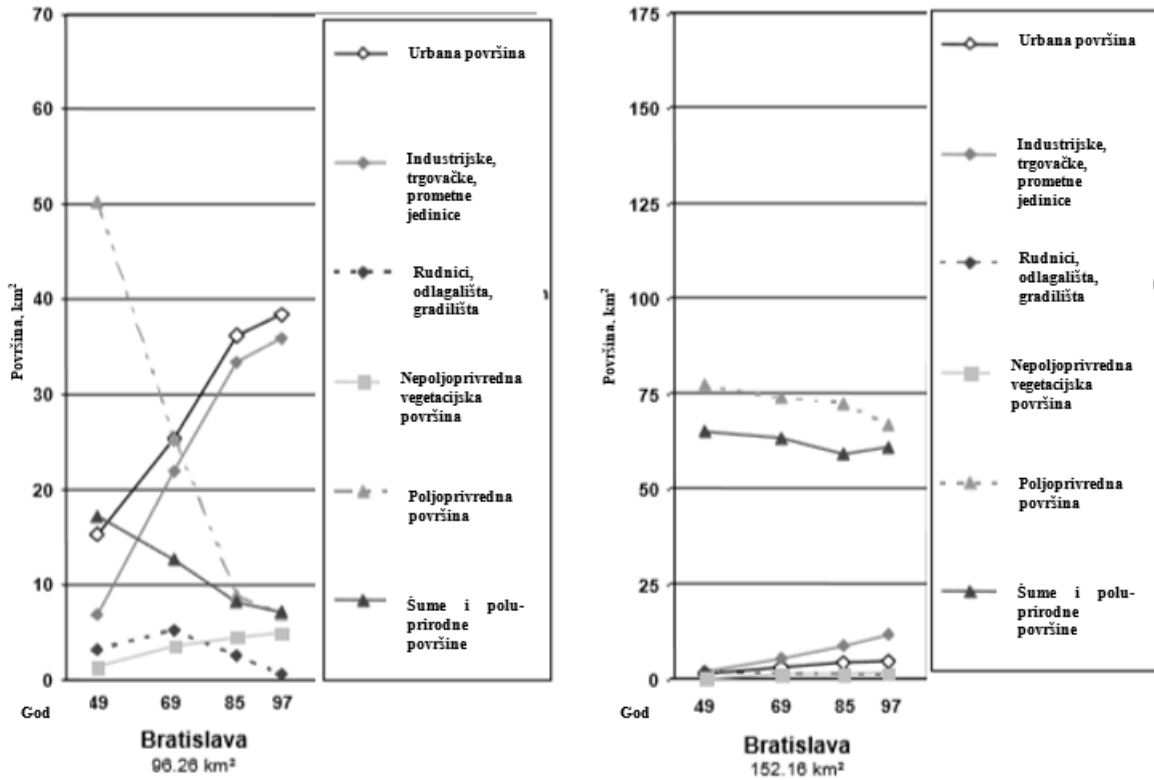 70
60
50
40
30
20
10
0
Površina, km²
God
49 69 85 97
Bratislava
96.26 km²
Urbana površina
Industrijske,
trgovačke,
prometne
jedinice
Rudnici,
odlagališta,
gradilišta
Nepoljoprivredna
vegetacijska
površina
Poljoprivredna
površina
Šume i polu-
prirodne
površine
175
150
125
100
75
50
25
0
Površina, km²
God
49 69 85 97
Bratislava
152.16 km²
Urbana površina
Industrijske,
trgovačke,
prometne
jedinice
Rudnici,
odlagališta,
gradilišta
Nepoljoprivredna
vegetacijska
površina
Poljoprivredna
površina
Šume i polu-
prirodne
površine